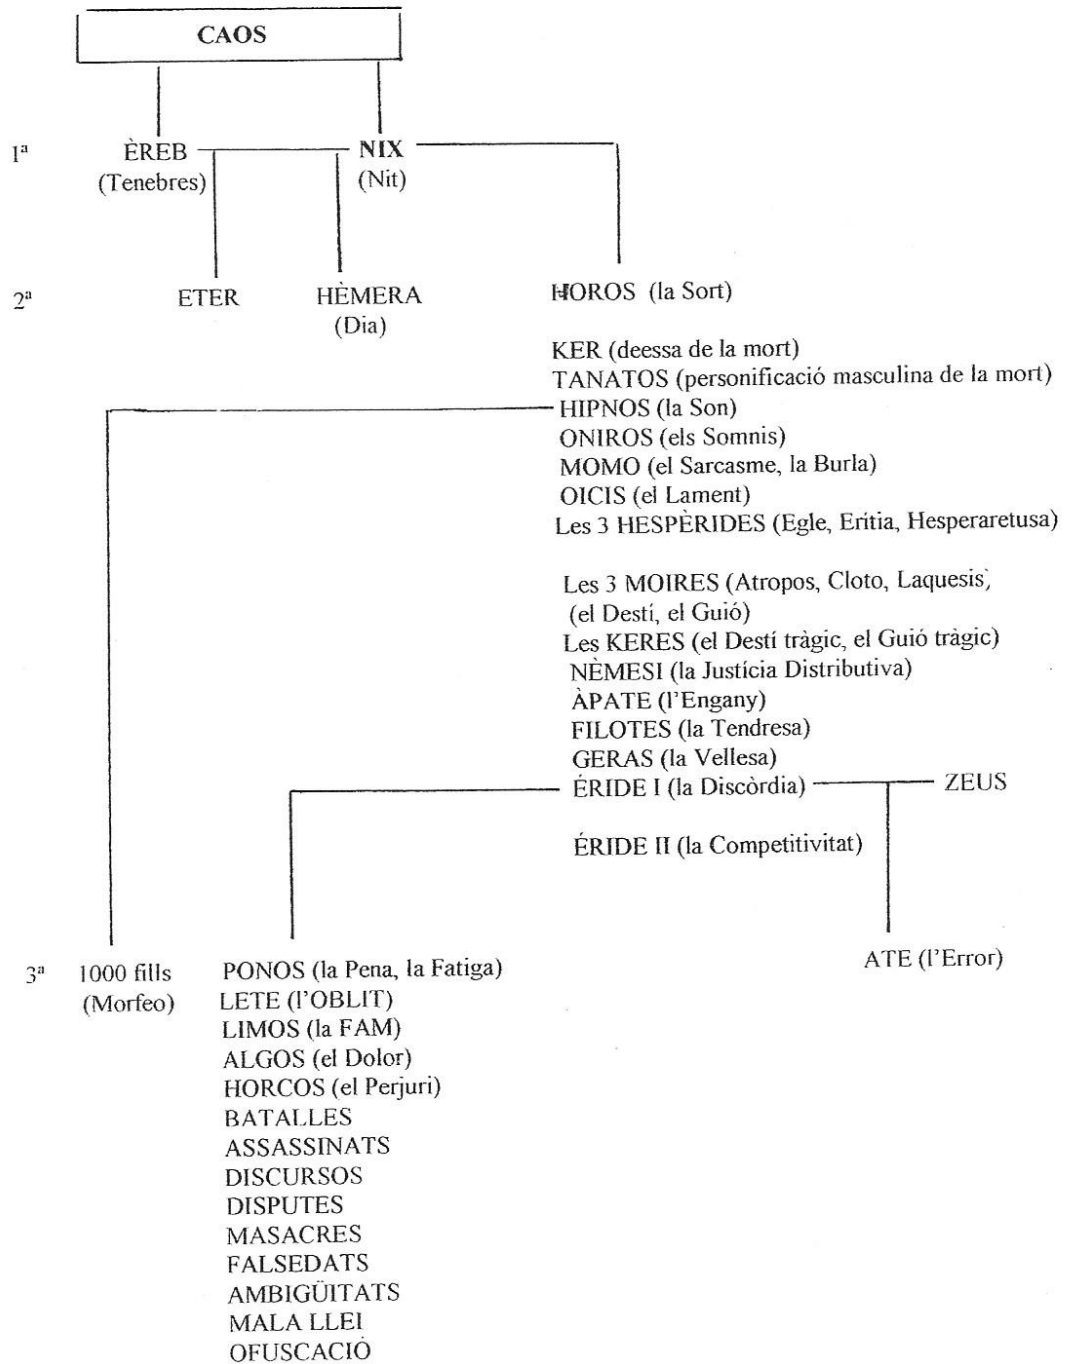 CAOS
1ª ÈREB NIX
(Tenebres) (Nit)
2ª ETER HÈMERA HOROS (la Sort)
(Dia)
KER (deessa de la mort)
TANATOS (personificació masculina de la mort)
HIPNOS (la Son)
ONIROS (els Somnis)
MOMO (el Sarcasme, la Burla)
OICIS (el Lament)
Les 3 HESPÈRIDES (Egle, Erítia, Hesperaretusa)
Les 3 MOIRES (Atropos, Cloto, Laquesis,
(el Destí, el Guió)
Les KERES (el Destí tràgic, el Guió tràgic)
NÈMESI (la Justícia Distributiva)
ÀPATE (l'Engany)
FILOTES (la Tendresa)
GERAS (la Vellesa)
ÉRIDE I (la Discòrdia) ZEUS
ÉRIDE II (la Competitivitat)
3ª 1000 fills PONOS (la Pena, la Fatiga) ATE (l'Error)
(Morfeo) LETE (l'OBLIT)
LIMOS (la FAM)
ALGOS (el Dolor)
HORCOS (el Perjuri)
BATALLES
ASSASSINATS
DISCURSOS
DISPUTES
MASACRES
FALSEDATS
AMBIGÜITATS
MALA LLEI
OFUSCACIÓ